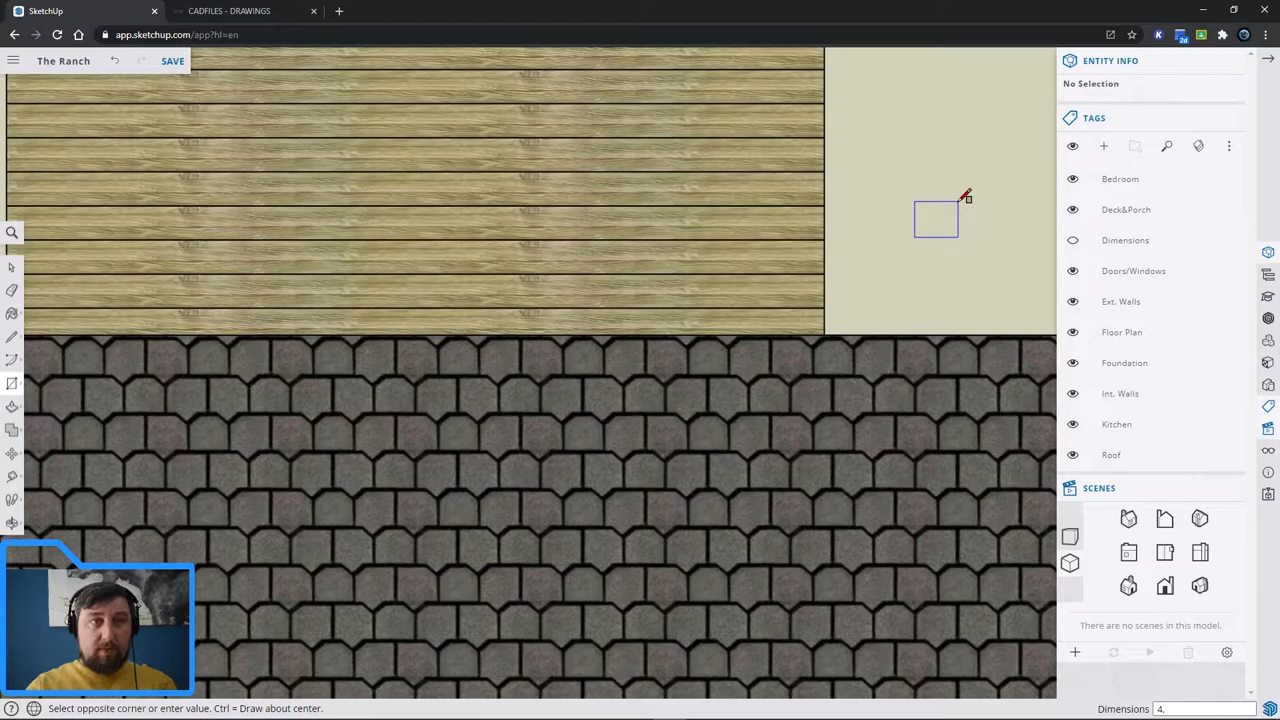 SketchUp
CADFILES - DRAWINGS
app.sketchup.com/app?hl=en
2d
The Ranch
SAVE
ENTITY INFO
No Selection
TAGS
Bedroom
Deck&Porch
Dimensions
Doors/Windows
Ext. Walls
Floor Plan
Foundation
Int. Walls
Kitchen
Roof
SCENES
There are no scenes in this model.
Select opposite corner or enter value. Ctrl = Draw about center.
Dimensions 4,